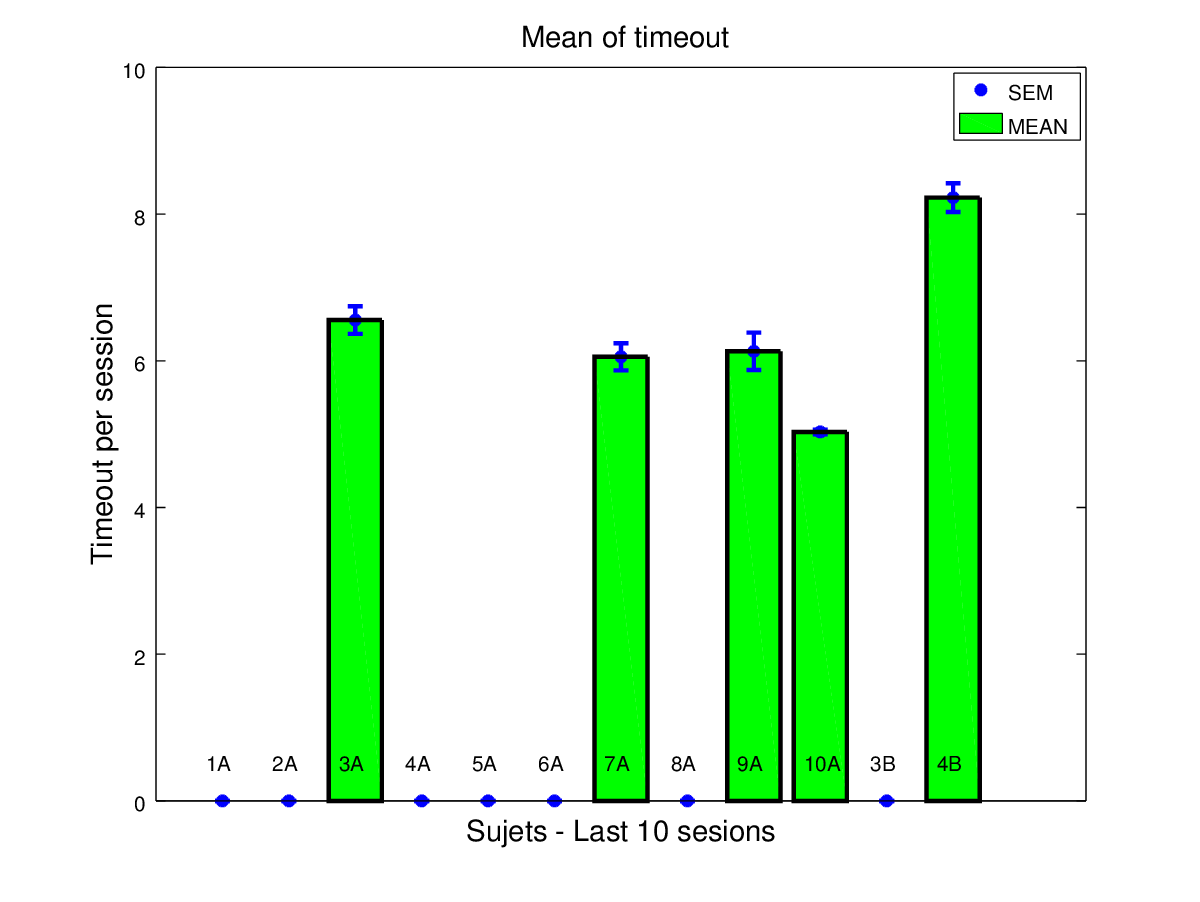 Mean of timeout
10
SEM
MEAN
8
6
4
2
0
Timeout per session
1A 2A 3A 4A 5A 6A 7A 8A 9A 10A 3B 4B
Sujets - Last 10 sesions